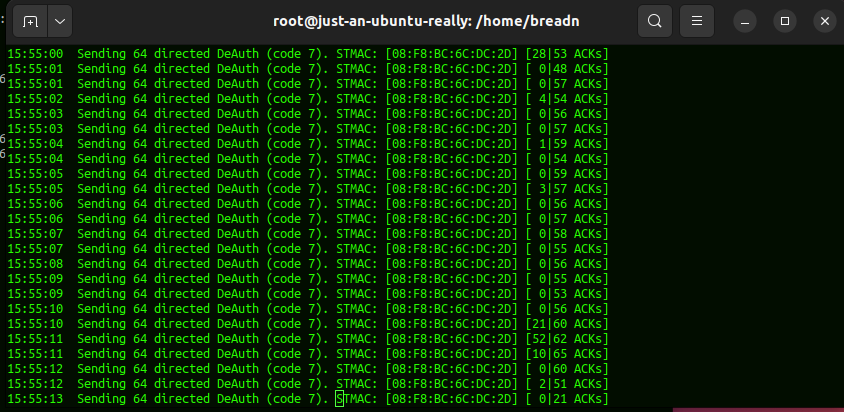 root@just-an-ubuntu-really: /home/breadn
15:55:00  Sending 64 directed DeAuth (code 7). STMAC: [08:F8:BC:6C:DC:2D] [28|53 ACKs]
15:55:01  Sending 64 directed DeAuth (code 7). STMAC: [08:F8:BC:6C:DC:2D] [ 0|48 ACKs]
15:55:01  Sending 64 directed DeAuth (code 7). STMAC: [08:F8:BC:6C:DC:2D] [ 0|57 ACKs]
15:55:02  Sending 64 directed DeAuth (code 7). STMAC: [08:F8:BC:6C:DC:2D] [ 4|54 ACKs]
15:55:03  Sending 64 directed DeAuth (code 7). STMAC: [08:F8:BC:6C:DC:2D] [ 0|56 ACKs]
15:55:03  Sending 64 directed DeAuth (code 7). STMAC: [08:F8:BC:6C:DC:2D] [ 0|57 ACKs]
15:55:04  Sending 64 directed DeAuth (code 7). STMAC: [08:F8:BC:6C:DC:2D] [ 1|59 ACKs]
15:55:04  Sending 64 directed DeAuth (code 7). STMAC: [08:F8:BC:6C:DC:2D] [ 0|54 ACKs]
15:55:05  Sending 64 directed DeAuth (code 7). STMAC: [08:F8:BC:6C:DC:2D] [ 0|59 ACKs]
15:55:05  Sending 64 directed DeAuth (code 7). STMAC: [08:F8:BC:6C:DC:2D] [ 3|57 ACKs]
15:55:06  Sending 64 directed DeAuth (code 7). STMAC: [08:F8:BC:6C:DC:2D] [ 0|56 ACKs]
15:55:06  Sending 64 directed DeAuth (code 7). STMAC: [08:F8:BC:6C:DC:2D] [ 0|57 ACKs]
15:55:07  Sending 64 directed DeAuth (code 7). STMAC: [08:F8:BC:6C:DC:2D] [ 0|58 ACKs]
15:55:07  Sending 64 directed DeAuth (code 7). STMAC: [08:F8:BC:6C:DC:2D] [ 0|55 ACKs]
15:55:08  Sending 64 directed DeAuth (code 7). STMAC: [08:F8:BC:6C:DC:2D] [ 0|56 ACKs]
15:55:09  Sending 64 directed DeAuth (code 7). STMAC: [08:F8:BC:6C:DC:2D] [ 0|55 ACKs]
15:55:09  Sending 64 directed DeAuth (code 7). STMAC: [08:F8:BC:6C:DC:2D] [ 0|53 ACKs]
15:55:10  Sending 64 directed DeAuth (code 7). STMAC: [08:F8:BC:6C:DC:2D] [ 0|56 ACKs]
15:55:10  Sending 64 directed DeAuth (code 7). STMAC: [08:F8:BC:6C:DC:2D] [21|60 ACKs]
15:55:11  Sending 64 directed DeAuth (code 7). STMAC: [08:F8:BC:6C:DC:2D] [52|62 ACKs]
15:55:11  Sending 64 directed DeAuth (code 7). STMAC: [08:F8:BC:6C:DC:2D] [10|65 ACKs]
15:55:12  Sending 64 directed DeAuth (code 7). STMAC: [08:F8:BC:6C:DC:2D] [ 0|60 ACKs]
15:55:12  Sending 64 directed DeAuth (code 7). STMAC: [08:F8:BC:6C:DC:2D] [ 2|51 ACKs]
15:55:13  Sending 64 directed DeAuth (code 7). STMAC: [08:F8:BC:6C:DC:2D] [ 0|21 ACKs]